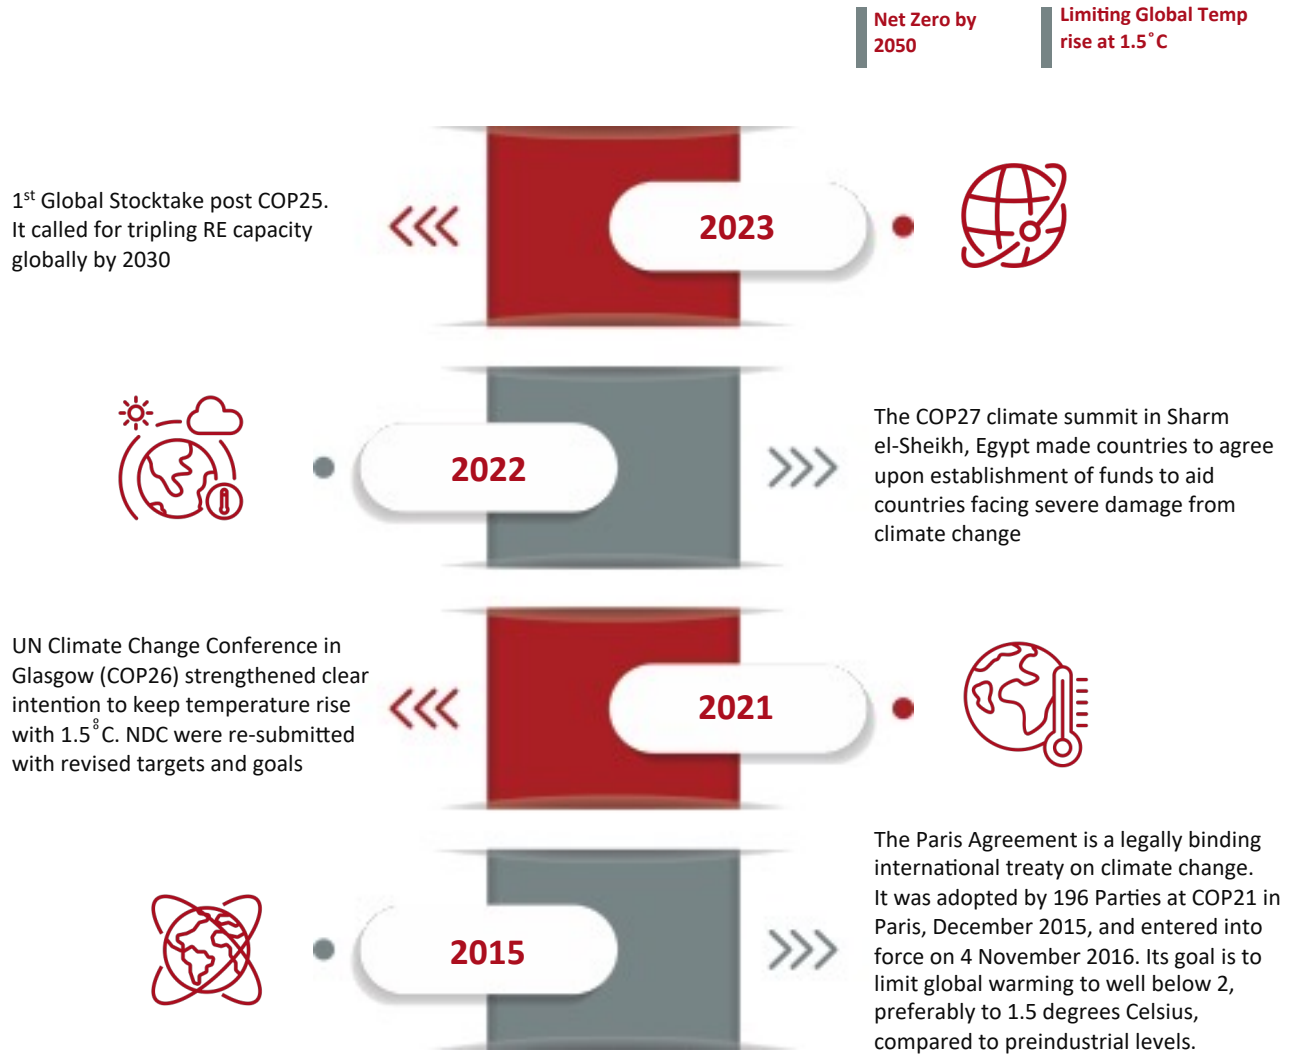 Net Zero by
2050
Limiting Global Temp
rise at 1.5°C
1st Global Stocktake post COP25.
It called for tripling RE capacity
globally by 2030
2023
2022
The COP27 climate summit in Sharm
el-Sheikh, Egypt made countries to agree
upon establishment of funds to aid
countries facing severe damage from
climate change
UN Climate Change Conference in
Glasgow (COP26) strengthened clear
intention to keep temperature rise
with 1.5°C. NDC were re-submitted
with revised targets and goals
2021
2015
The Paris Agreement is a legally binding
international treaty on climate change.
It was adopted by 196 Parties at COP21 in
Paris, December 2015, and entered into
force on 4 November 2016. Its goal is to
limit global warming to well below 2,
preferably to 1.5 degrees Celsius,
compared to preindustrial levels.